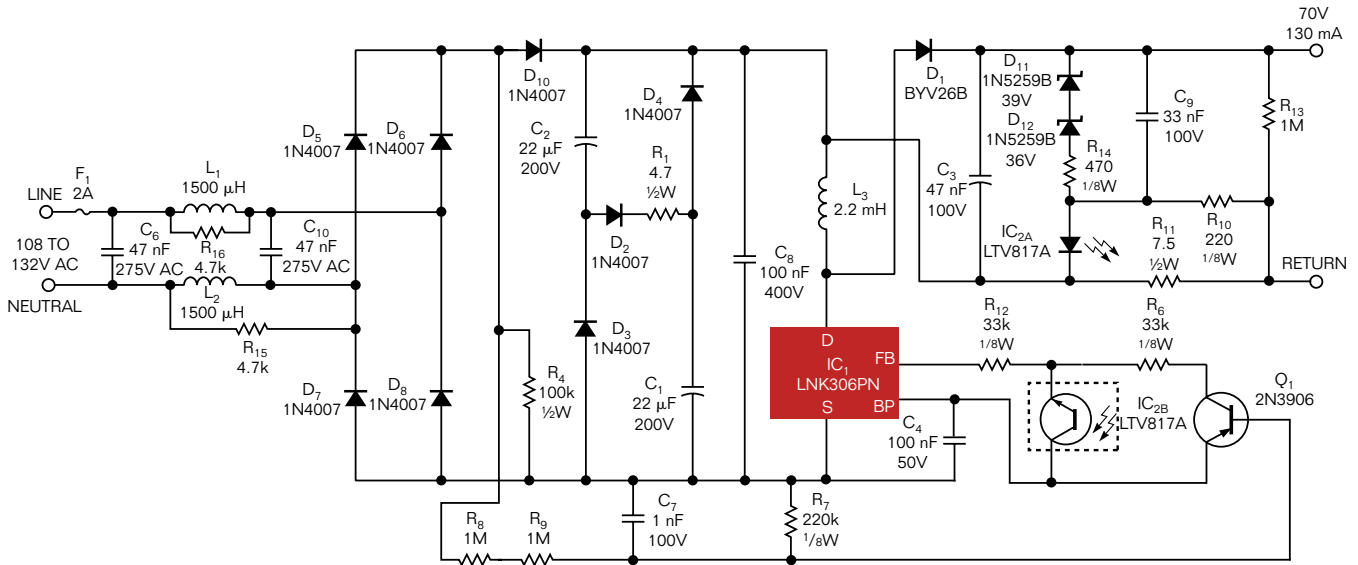 70V
130 mA
D10
1N4007
D4
1N4007
D1
BYV26B
D11
1N5259B
39V
D12
1N5259B
36V
C9
33 nF
100V
R13
1M
D5
1N4007
D6
1N4007
C2
22 µF
200V
R1
4.7
½W
R14
470
1/8W
F1
2A
L1
1500 µH
LINE
L3
2.2 mH
C3
47 nF
100V
C6
47 nF
275V AC
R16
4.7k
C10
47 nF
275V AC
108 TO
132V AC
D2
1N4007
C8
100 nF
400V
IC2A
LTV817A
R11
7.5
½W
R10
220
1/8W
RETURN
NEUTRAL
L2
1500 µH
R15
4.7k
D3
1N4007
R12
33k
1/8W
R6
33k
1/8W
D
FB
IC1
LNK306PN
S
BP
D7
1N4007
D8
1N4007
R4
100k
½W
C1
22 µF
200V
C4
100 nF
50V
IC2B
LTV817A
Q1
2N3906
C7
1 nF
100V
R7
220k
1/8W
R8
1M
R9
1M